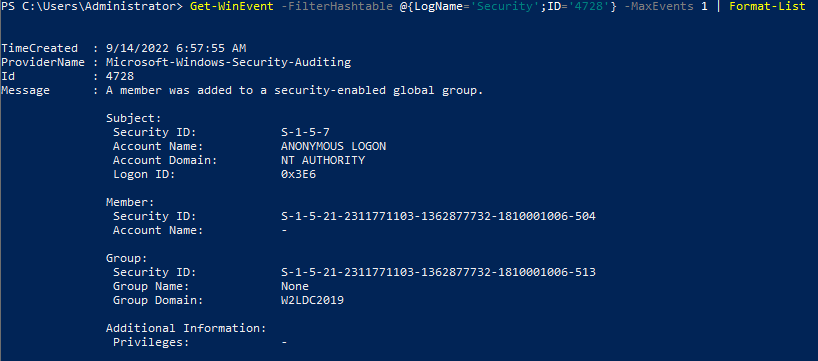 PS C:\Users\Administrator> Get-WinEvent -FilterHashtable @{LogName='Security';ID='4728'} -MaxEvents 1 | Format-List
TimeCreated  : 9/14/2022 6:57:55 AM
ProviderName : Microsoft-Windows-Security-Auditing
Id           : 4728
Message      : A member was added to a security-enabled global group.
Subject:
Security ID: S-1-5-7
Account Name: ANONYMOUS LOGON
Account Domain: NT AUTHORITY
Logon ID: 0x3E6
Member:
Security ID: S-1-5-21-2311771103-1362877732-1810001006-504
Account Name: -
Group:
Security ID: S-1-5-21-2311771103-1362877732-1810001006-513
Group Name: None
Group Domain: W2LDC2019
Additional Information:
Privileges: -